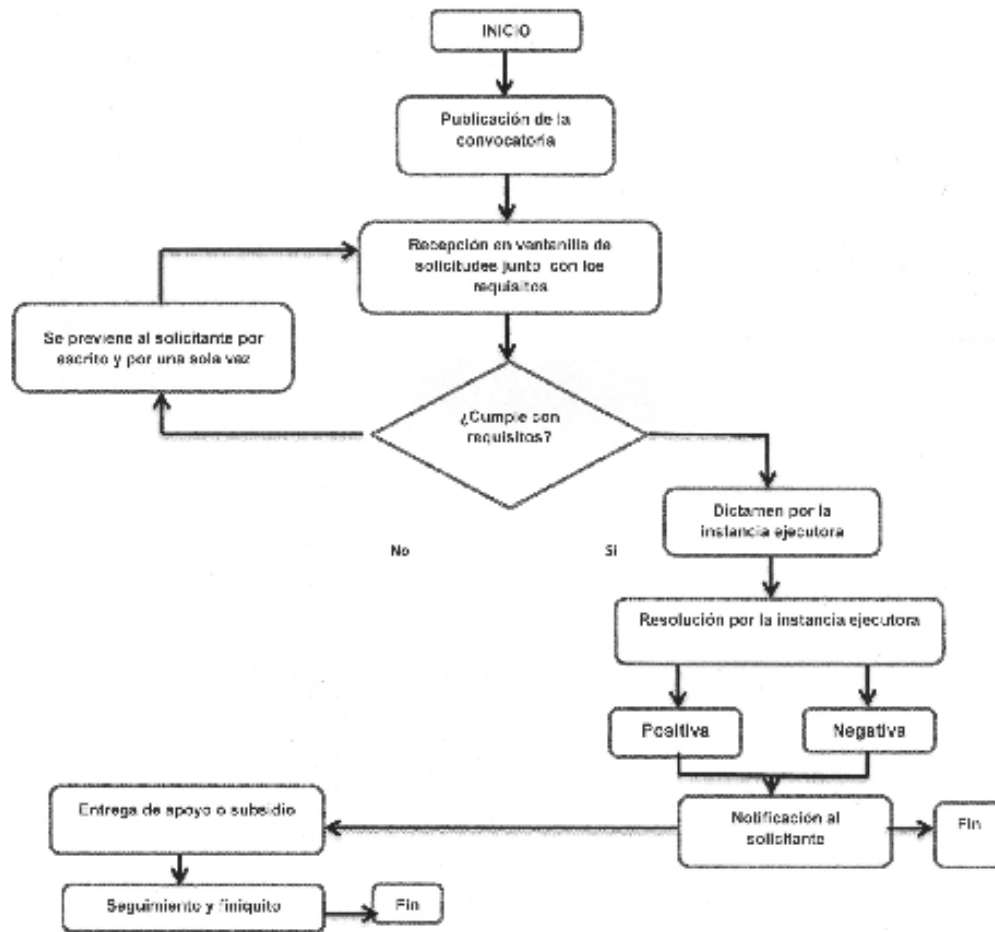 INICIO
Publicación de la
convocatoria
Recepción en ventanilla de
solicitudes junto con los
requisitos
Se previene al solicitante por
escrito y por una sola vez
¿Cumple con
requisitos?
No
Si
Dictamen por la
instancia ejecutora
Resolución por la instancia ejecutora
Positiva
Negativa
Notificación al
solicitante
Fin
Entrega de apoyo o subsidio
Seguimiento y finiquito
Fin